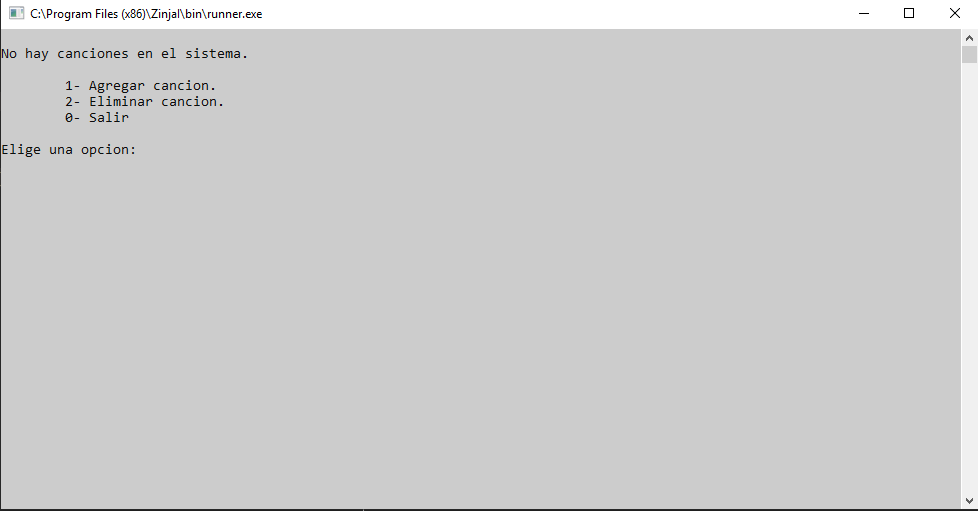 C:\Program Files (x86)\Zinjal\bin\runner.exe
No hay canciones en el sistema.
1- Agregar cancion.
2- Eliminar cancion.
0- Salir
Elige una opcion: